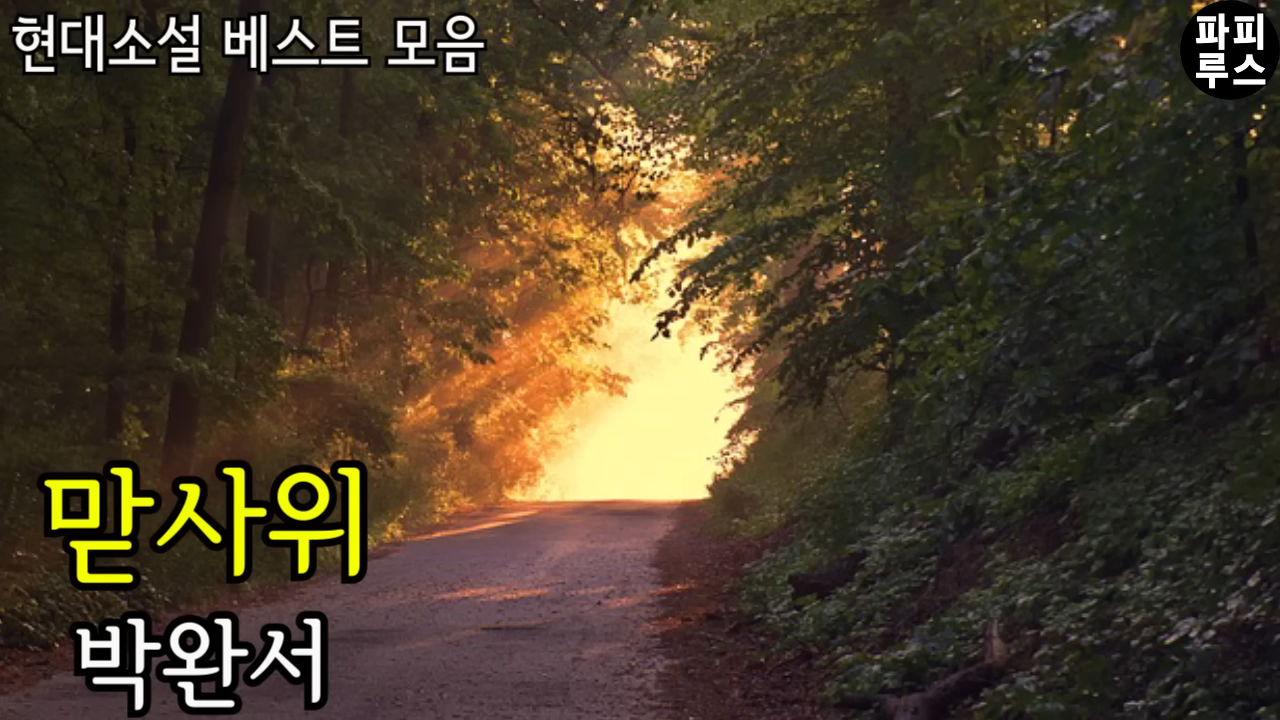 현대소설 베스트 모음
파피
루스
맏사위
박완서